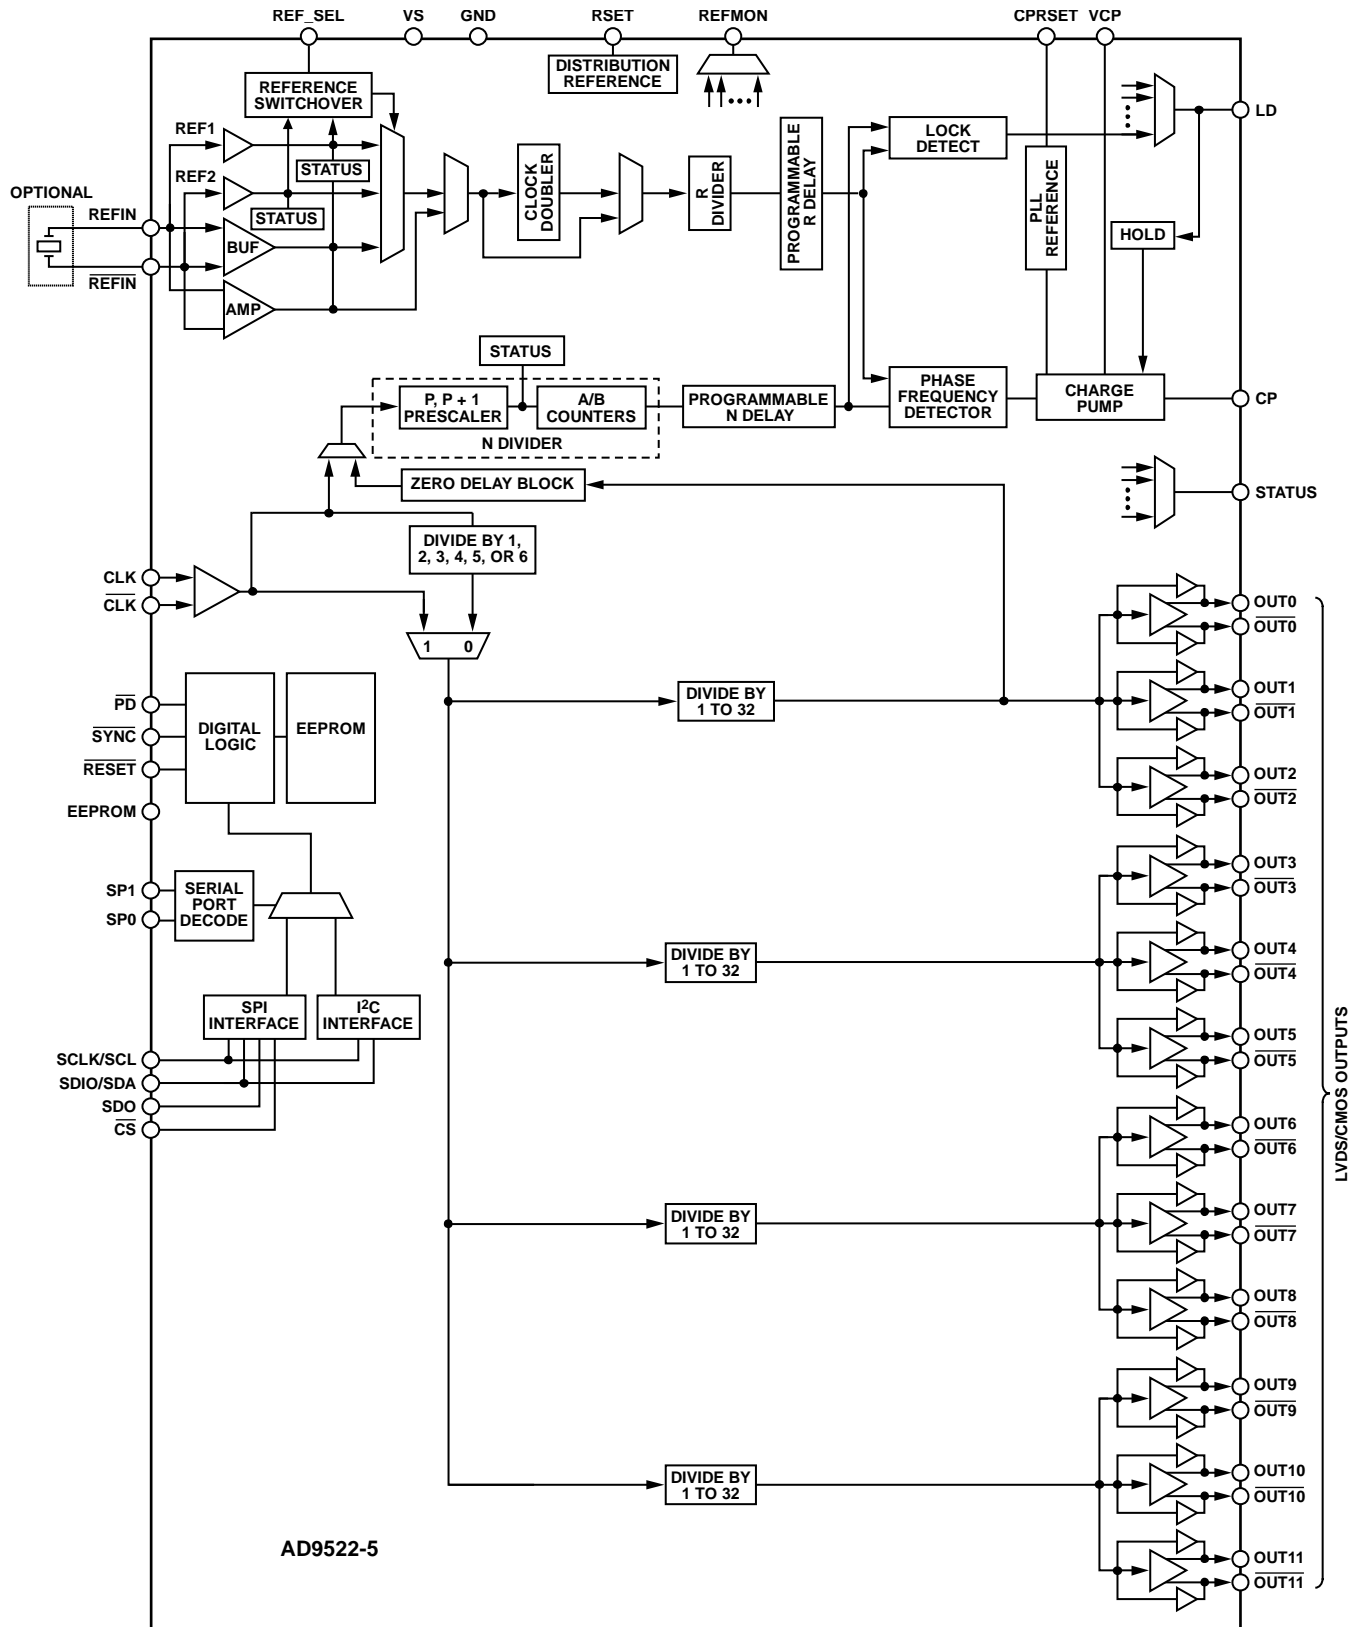 REF_SEL
VS
GND
RSET
REFMON
CPRSET
VCP
DISTRIBUTION
REFERENCE
REFERENCE
SWITCHOVER
REF1
STATUS
REF2
STATUS
OPTIONAL
REFIN
REFIN
BUF
AMP
CLOCK
DOUBLER
R
DIVIDER
PROGRAMMABLE
R DELAY
LOCK
DETECT
LD
PLL
REFERENCE
HOLD
STATUS
P, P + 1
PRESCALER
A/B
COUNTERS
N DIVIDER
PROGRAMMABLE
N DELAY
PHASE
FREQUENCY
DETECTOR
CHARGE
PUMP
CP
ZERO DELAY BLOCK
STATUS
DIVIDE BY 1,
2, 3, 4, 5, OR 6
CLK
CLK
1 0
PD
SYNC
RESET
EEPROM
DIGITAL
LOGIC
EEPROM
SP1
SP0
SERIAL
PORT
DECODE
SPI
INTERFACE
I²C
INTERFACE
SCLK/SCL
SDIO/SDA
SDO
CS
DIVIDE BY
1 TO 32
DIVIDE BY
1 TO 32
DIVIDE BY
1 TO 32
DIVIDE BY
1 TO 32
OUT0
OUT0
OUT1
OUT1
OUT2
OUT2
OUT3
OUT3
OUT4
OUT4
OUT5
OUT5
OUT6
OUT6
OUT7
OUT7
OUT8
OUT8
OUT9
OUT9
OUT10
OUT10
OUT11
OUT11
LVDS/CMOS OUTPUTS
AD9522-5